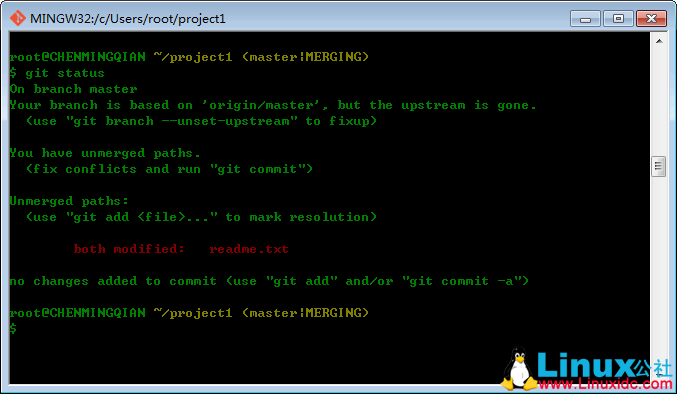 MINGW32:/c/Users/root/project1
root@CHENMINGQIAN ~/project1 (master|MERGING)
$ git status
On branch master
Your branch is based on 'origin/master', but the upstream is gone.
  (use "git branch --unset-upstream" to fixup)
You have unmerged paths.
  (fix conflicts and run "git commit")
Unmerged paths:
  (use "git add <file>..." to mark resolution)
        both modified:   readme.txt
no changes added to commit (use "git add" and/or "git commit -a")
root@CHENMINGQIAN ~/project1 (master|MERGING)
$
Linux公社
www.Linuxidc.com